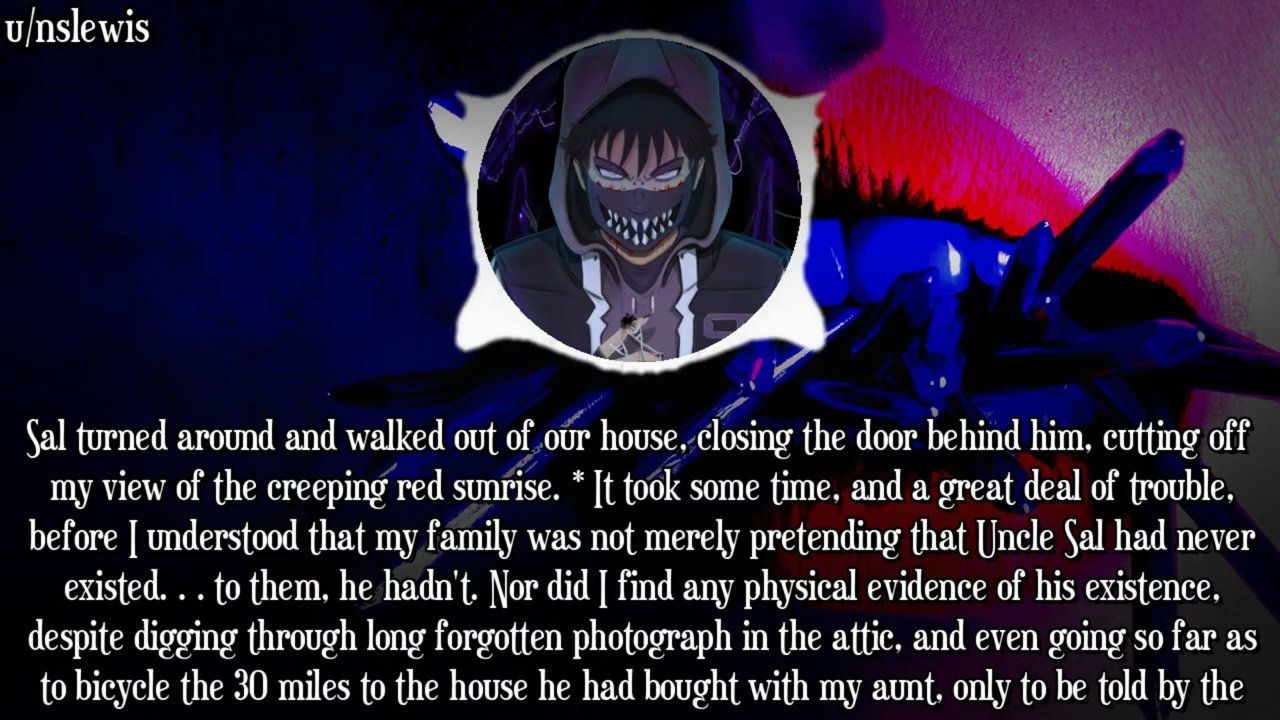 u/nslewis
Sal turned around and walked out of our house, closing the door behind him, cutting off
my view of the creeping red sunrise. * It took some time, and a great deal of trouble,
before I understood that my family was not merely pretending that Uncle Sal had never
existed. . . to them, he hadn't. Nor did I find any physical evidence of his existence,
despite digging through long forgotten photograph in the attic, and even going so far as
to bicycle the 30 miles to the house he had bought with my aunt, only to be told by the